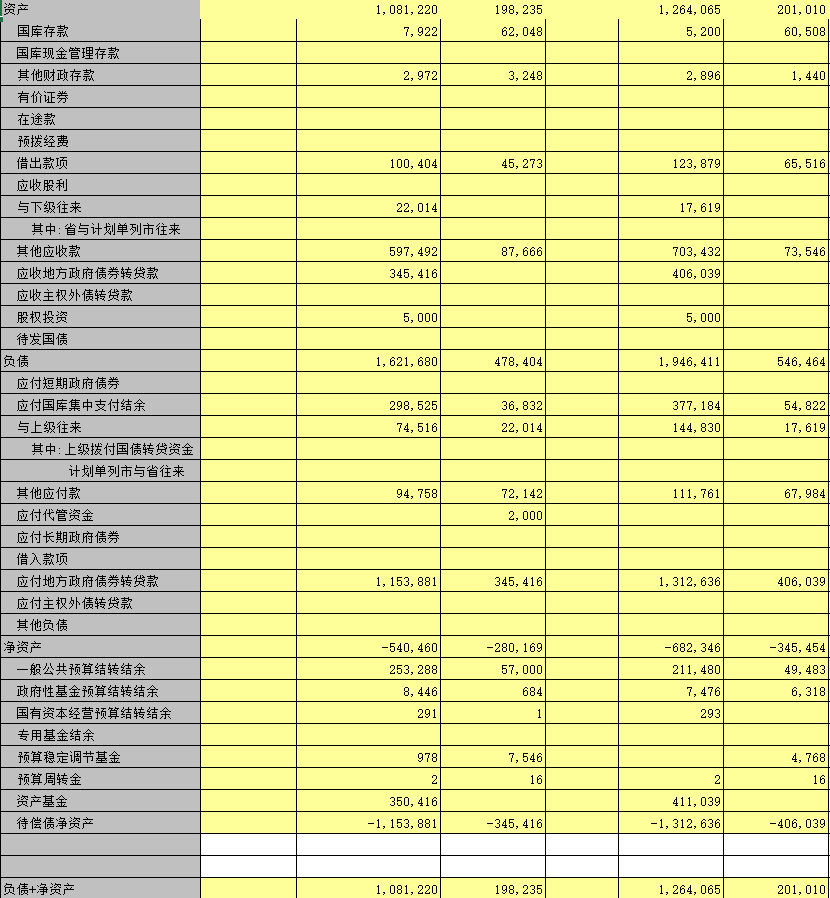 资产 1,081,220 198,235 1,264,065 201,010
国库存款 7,922 62,048 5,200 60,508
国库现金管理存款
其他财政存款 2,972 3,248 2,896 1,440
有价证券
在途款
预拨经费
借出款项 100,404 45,273 123,879 65,516
应收股利
与下级往来 22,014 17,619
其中:省与计划单列市往来
其他应收款 597,492 87,666 703,432 73,546
应收地方政府债券转贷款 345,416 406,039
应收主权外债转贷款
股权投资 5,000 5,000
待发国债
负债 1,621,680 478,404 1,946,411 546,464
应付短期政府债券
应付国库集中支付结余 298,525 36,832 377,184 54,822
与上级往来 74,516 22,014 144,830 17,619
其中:上级拨付国债转贷资金
计划单列市与省往来
其他应付款 94,758 72,142 111,761 67,984
应付代管资金 2,000
应付长期政府债券
借入款项
应付地方政府债券转贷款 1,153,881 345,416 1,312,636 406,039
应付主权外债转贷款
其他负债
净资产 -540,460 -280,169 -682,346 -345,454
一般公共预算结转结余 253,288 57,000 211,480 49,483
政府性基金预算结转结余 8,446 684 7,476 6,318
国有资本经营预算结转结余 291 1 293
专用基金结余
预算稳定调节基金 978 7,546 4,768
预算周转金 2 16 2 16
资产基金 350,416 411,039
待偿债净资产 -1,153,881 -345,416 -1,312,636 -406,039
负债+净资产 1,081,220 198,235 1,264,065 201,010